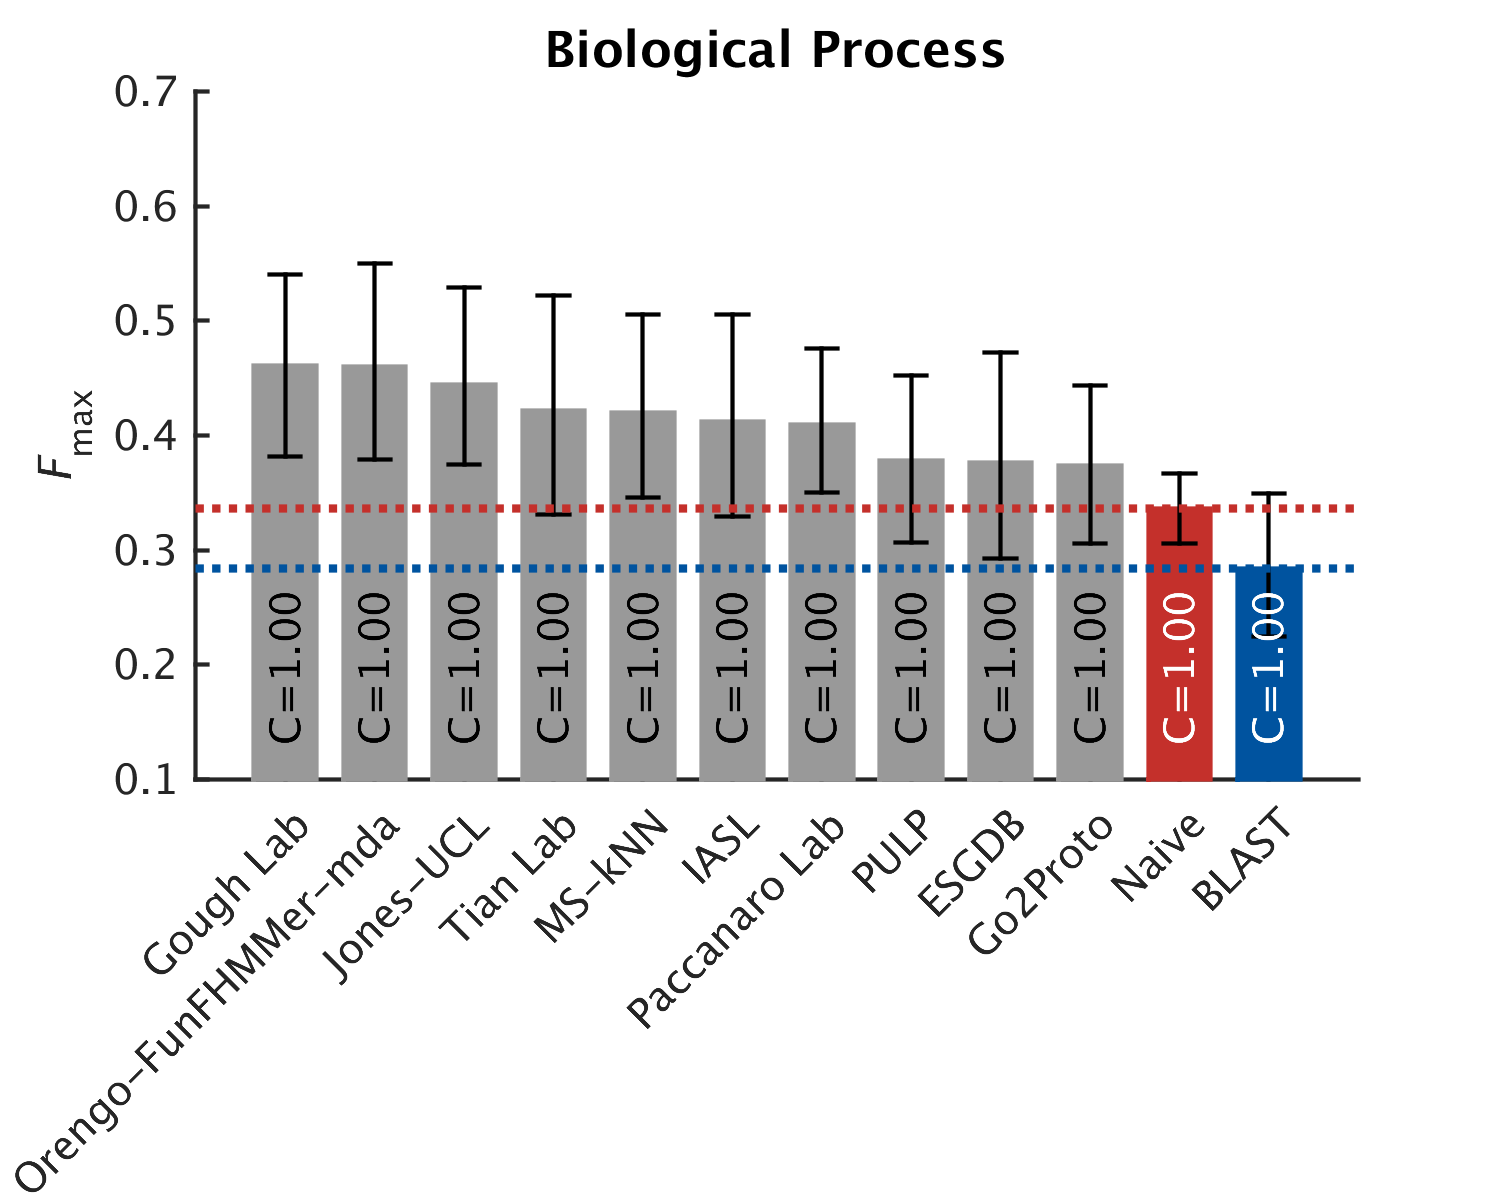 Biological Process
0.7
0.6
0.5
0.4
0.3
0.2
0.1
Fmax
C=1.00
C=1.00
C=1.00
C=1.00
C=1.00
C=1.00
C=1.00
C=1.00
C=1.00
C=1.00
C=1.00
C=1.00
Gough Lab
Orengo-FunFHMMer-mda
Jones-UCL
Tian Lab
MS-kNN
IASL
Paccanaro Lab
PULP
ESGDB
Go2Proto
Naive
BLAST